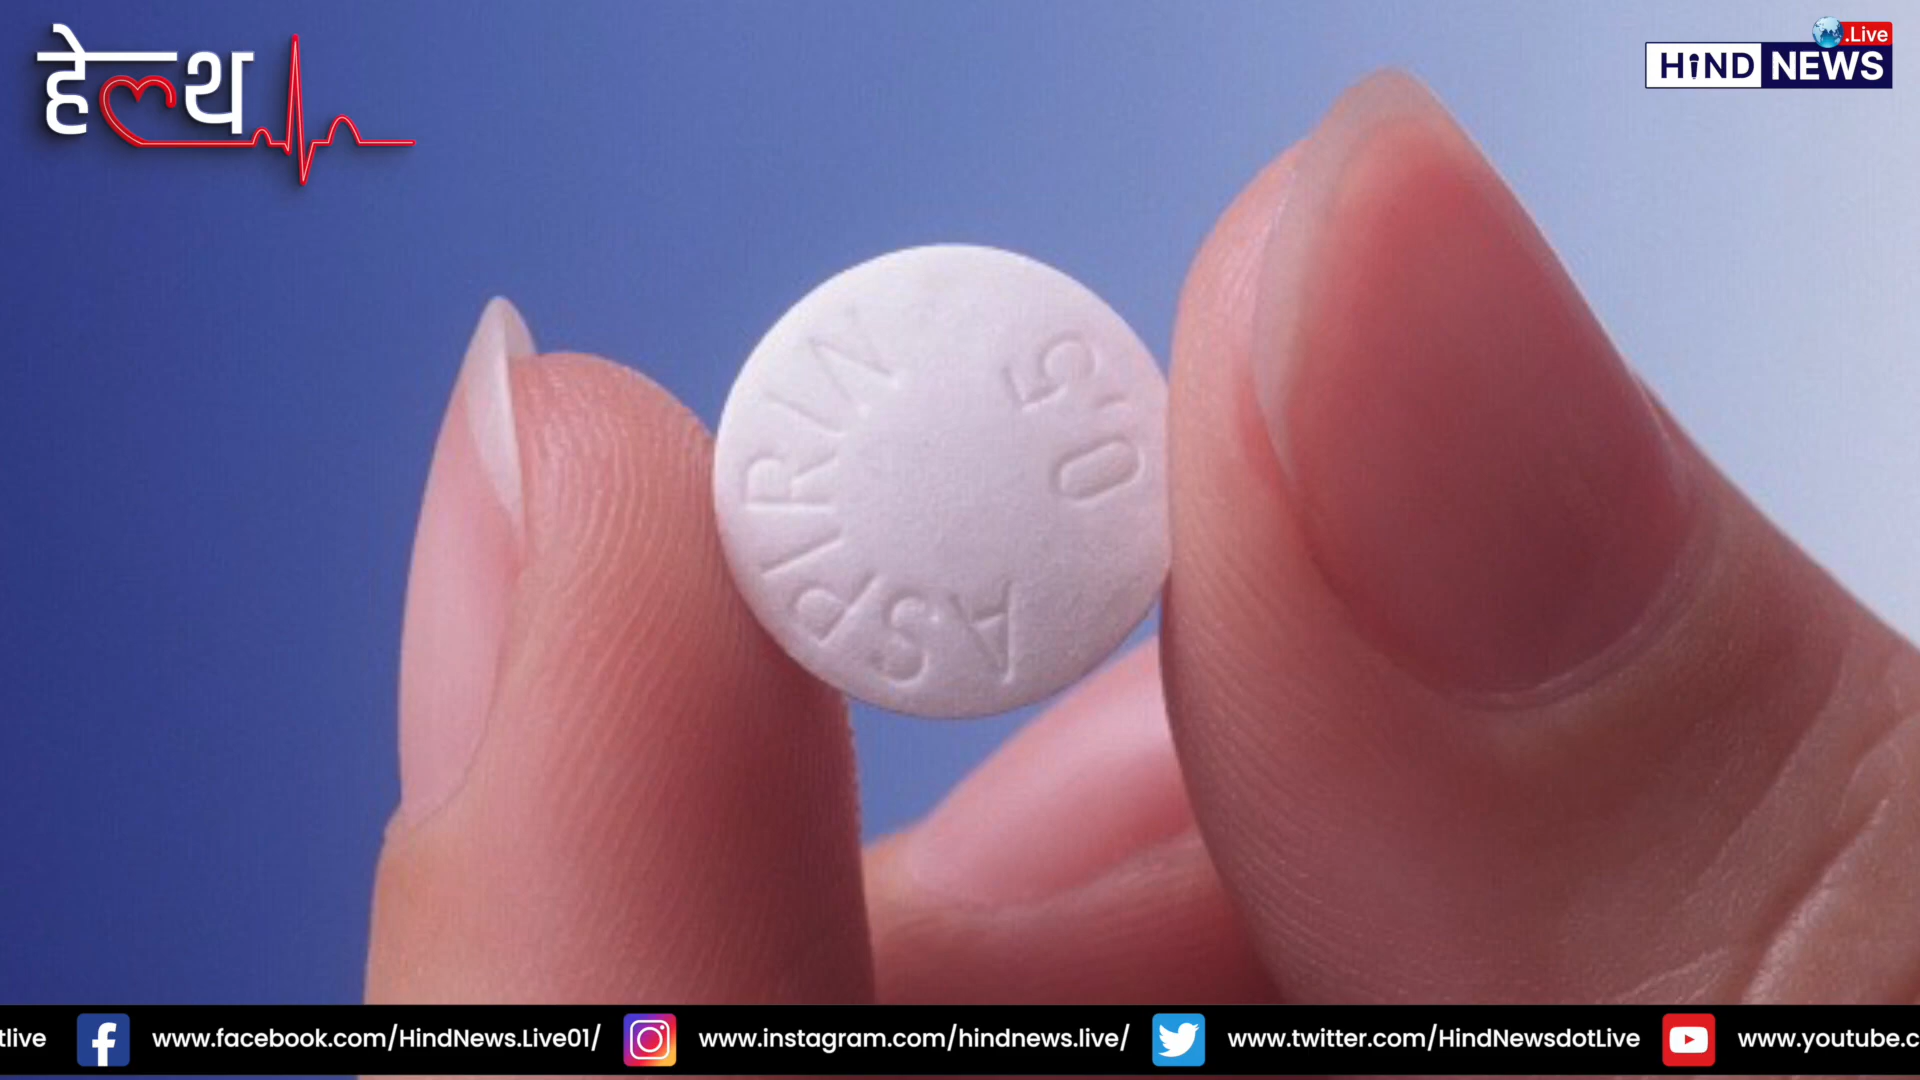 हेल्थ
.Live
HIND NEWS
ASPIRIN 0.5
tlive www.facebook.com/HindNews.Live01/ www.instagram.com/hindnews.live/ www.twitter.com/HindNewsdotLive www.youtube.c